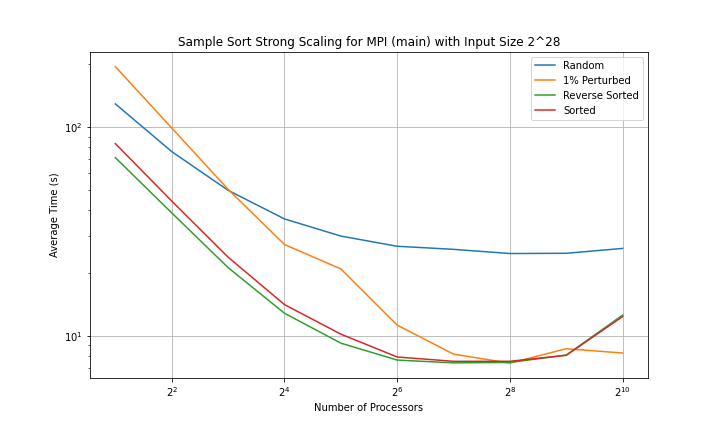 Sample Sort Strong Scaling for MPI (main) with Input Size 2^28
Random
1% Perturbed
Reverse Sorted
Sorted
Average Time (s)
10²
10¹
2² 2⁴ 2⁶ 2⁸ 2¹⁰
Number of Processors